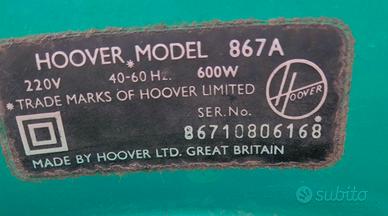 HOOVER* MODEL 867A
220V 40-60 Hz. 600W
*TRADE MARKS OF HOOVER LIMITED
HOOVER
SER. No.
86710806168
MADE BY HOOVER LTD. GREAT BRITAIN
subito